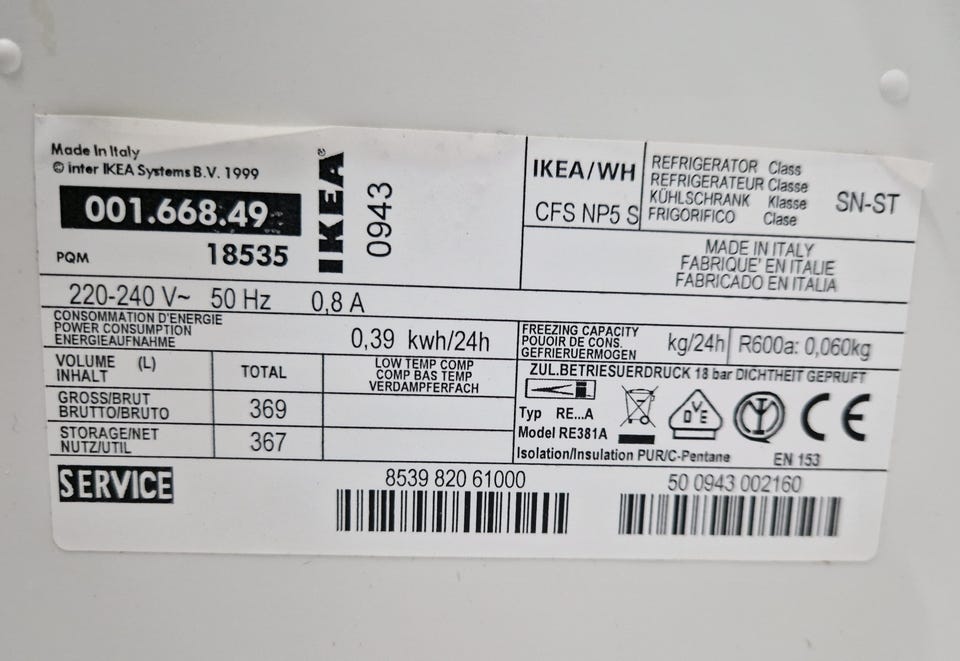 Made In Italy
© inter IKEA Systems B.V. 1999
001.668.49
PQM 18535
IKEA®
0943
IKEA/WH
CFS NP5 S
REFRIGERATOR Class
REFRIGERATEUR Classe
KÜHLSCHRANK Klasse
FRIGORIFICO Clase
SN-ST
MADE IN ITALY
FABRIQUE' EN ITALIE
FABRICADO EN ITALIA
220-240 V~ 50 Hz 0,8 A
CONSOMMATION D'ENERGIE
POWER CONSUMPTION
ENERGIEAUFNAHME
0,39 kwh/24h
FREEZING CAPACITY
POUOIR DE CONS.
GEFRIERUERMOGEN
kg/24h
R600a: 0,060kg
VOLUME (L)
INHALT
TOTAL
LOW TEMP COMP
COMP BAS TEMP
VERDAMPFERFACH
GROSS/BRUT
BRUTTO/BRUTO
369
STORAGE/NET
NUTZ/UTIL
367
ZUL.BETRIESUERDRUCK 18 bar DICHTHEIT GEPRUFT
Typ RE...A
Model RE381A
DVE
CE
Isolation/Insulation PUR/C-Pentane EN 153
SERVICE
8539 820 61000
50 0943 002160